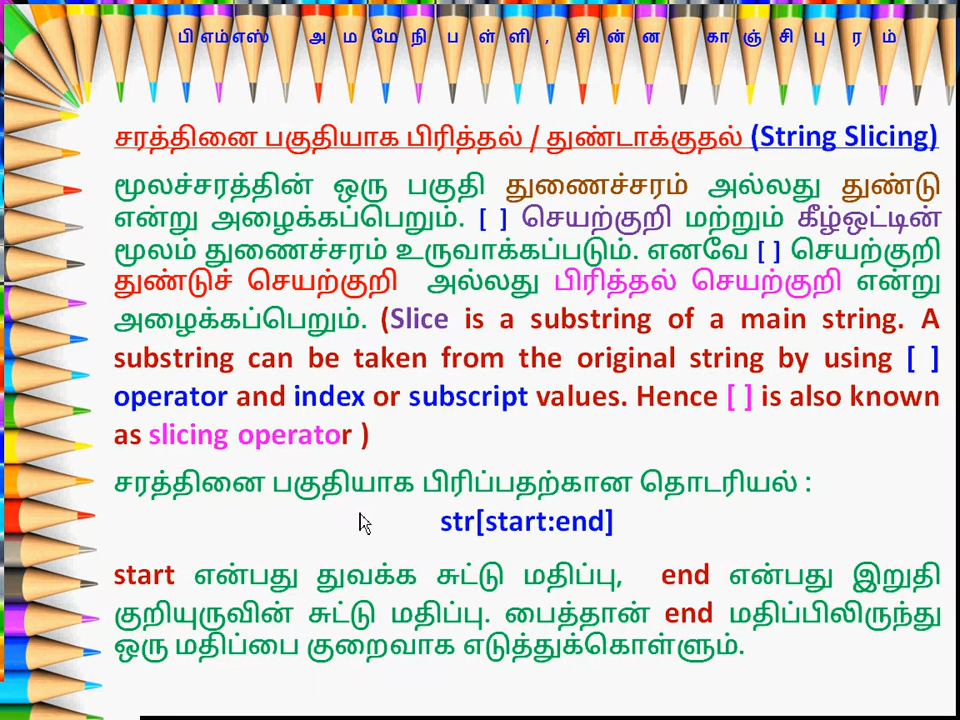 பிஎம்எஸ் அமமேநிபள்ளி, சின்ன காஞ்சிபுரம்
சரத்தினை பகுதியாக பிரித்தல் / துண்டாக்குதல் (String Slicing)
மூலச்சரத்தின் ஒரு பகுதி துணைச்சரம் அல்லது துண்டு
என்று அழைக்கப்பெறும். [ ] செயற்குறி மற்றும் கீழ்ஒட்டின்
மூலம் துணைச்சரம் உருவாக்கப்படும். எனவே [ ] செயற்குறி
துண்டுச் செயற்குறி அல்லது பிரித்தல் செயற்குறி என்று
அழைக்கப்பெறும். (Slice is a substring of a main string. A
substring can be taken from the original string by using [ ]
operator and index or subscript values. Hence [ ] is also known
as slicing operator )
சரத்தினை பகுதியாக பிரிப்பதற்கான தொடரியல் :
str[start:end]
start என்பது துவக்க சுட்டு மதிப்பு, end என்பது இறுதி
குறியுருவின் சுட்டு மதிப்பு. பைத்தான் end மதிப்பிலிருந்து
ஒரு மதிப்பை குறைவாக எடுத்துக்கொள்ளும்.